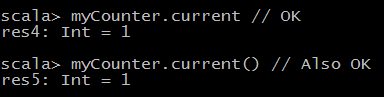 scala> myCounter.current // OK
res4: Int = 1
scala> myCounter.current() // Also OK
res5: Int = 1